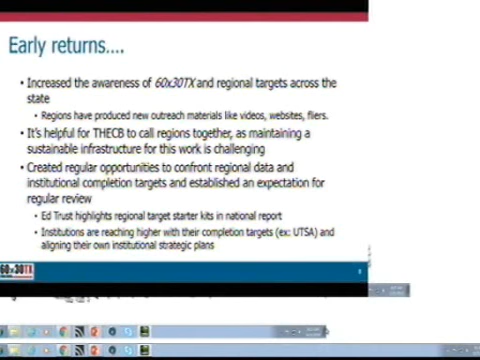 Early returns....
• Increased the awareness of 60x30TX and regional targets across the
state
• Regions have produced new outreach materials like videos, websites, fliers.
• It's helpful for THECB to call regions together, as maintaining a
sustainable infrastructure for this work is challenging
• Created regular opportunities to confront regional data and
institutional completion targets and established an expectation for
regular review
• Ed Trust highlights regional target starter kits in national report
• Institutions are reaching higher with their completion targets (ex: UTSA) and
aligning their own institutional strategic plans
60x30TX